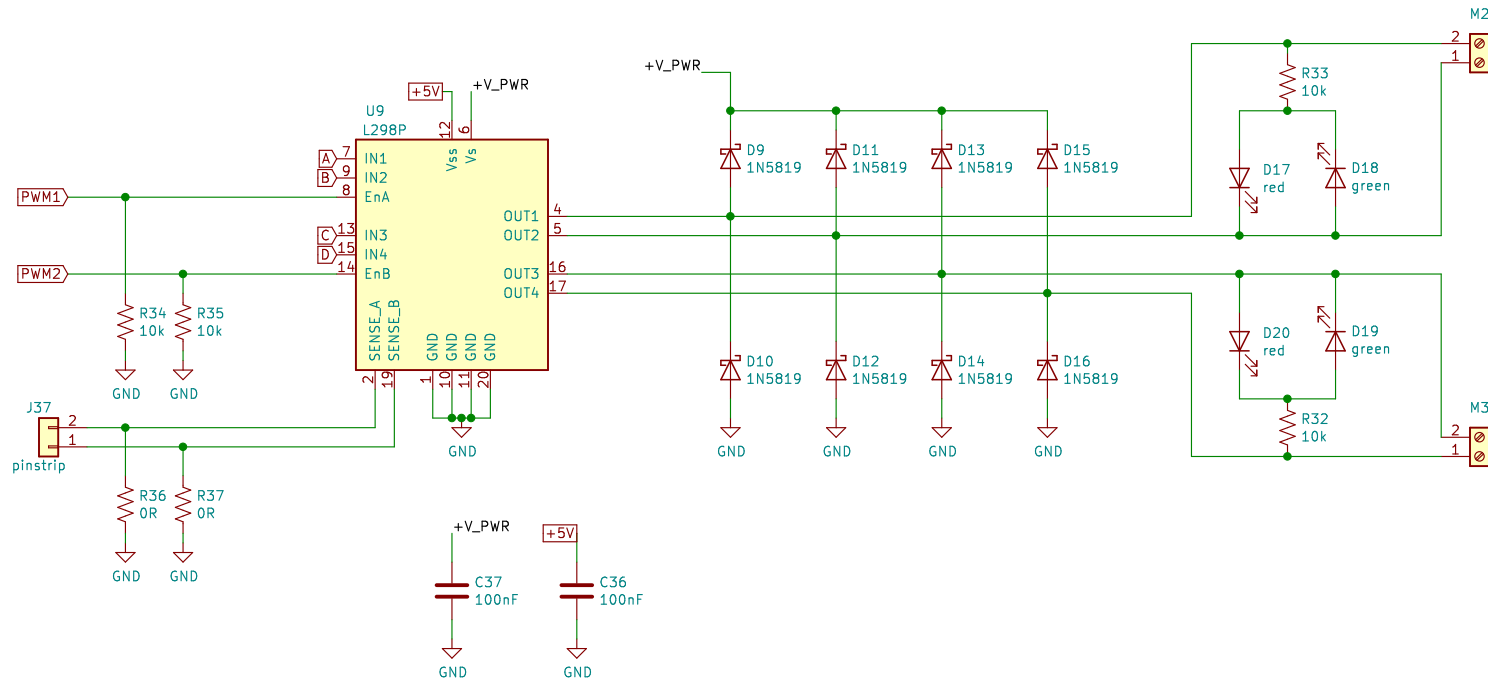 M2
2
1
R33
10k
+V_PWR
+5V
+V_PWR
U9
L298P
12
6
Vss
Vs
A
7
IN1
B
9
IN2
PWM1
8
EnA
C
13
IN3
D
15
IN4
PWM2
14
EnB
OUT1
4
OUT2
5
OUT3
16
OUT4
17
SENSE_A
SENSE_B
GND
GND
GND
GND
2
19
1
10
11
20
GND
D9
1N5819
D11
1N5819
D13
1N5819
D15
1N5819
D17
red
D18
green
R34
10k
R35
10k
GND
GND
D10
1N5819
D12
1N5819
D14
1N5819
D16
1N5819
GND
GND
GND
GND
D20
red
D19
green
R32
10k
M3
2
1
J37
2
1
pinstrip
R36
0R
R37
0R
GND
GND
+V_PWR
+5V
C37
100nF
C36
100nF
GND
GND